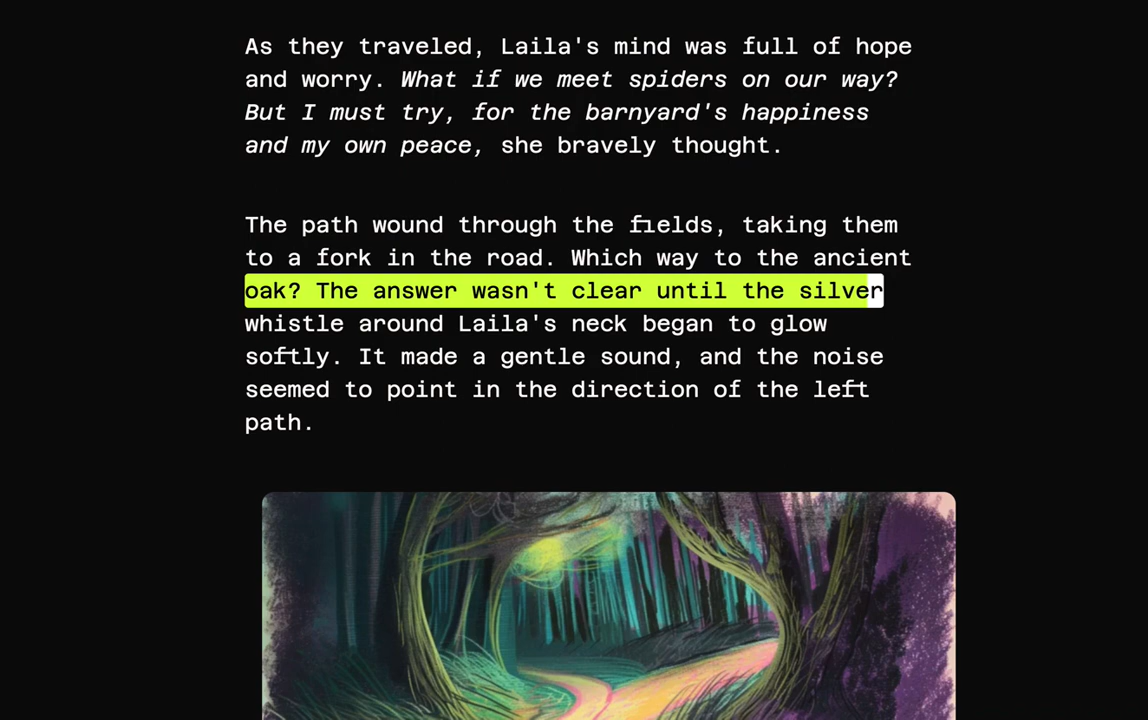 As they traveled, Laila's mind was full of hope
and worry. What if we meet spiders on our way?
But I must try, for the barnyard's happiness
and my own peace, she bravely thought.
The path wound through the fields, taking them
to a fork in the road. Which way to the ancient
oak? The answer wasn't clear until the silver
whistle around Laila's neck began to glow
softly. It made a gentle sound, and the noise
seemed to point in the direction of the left
path.